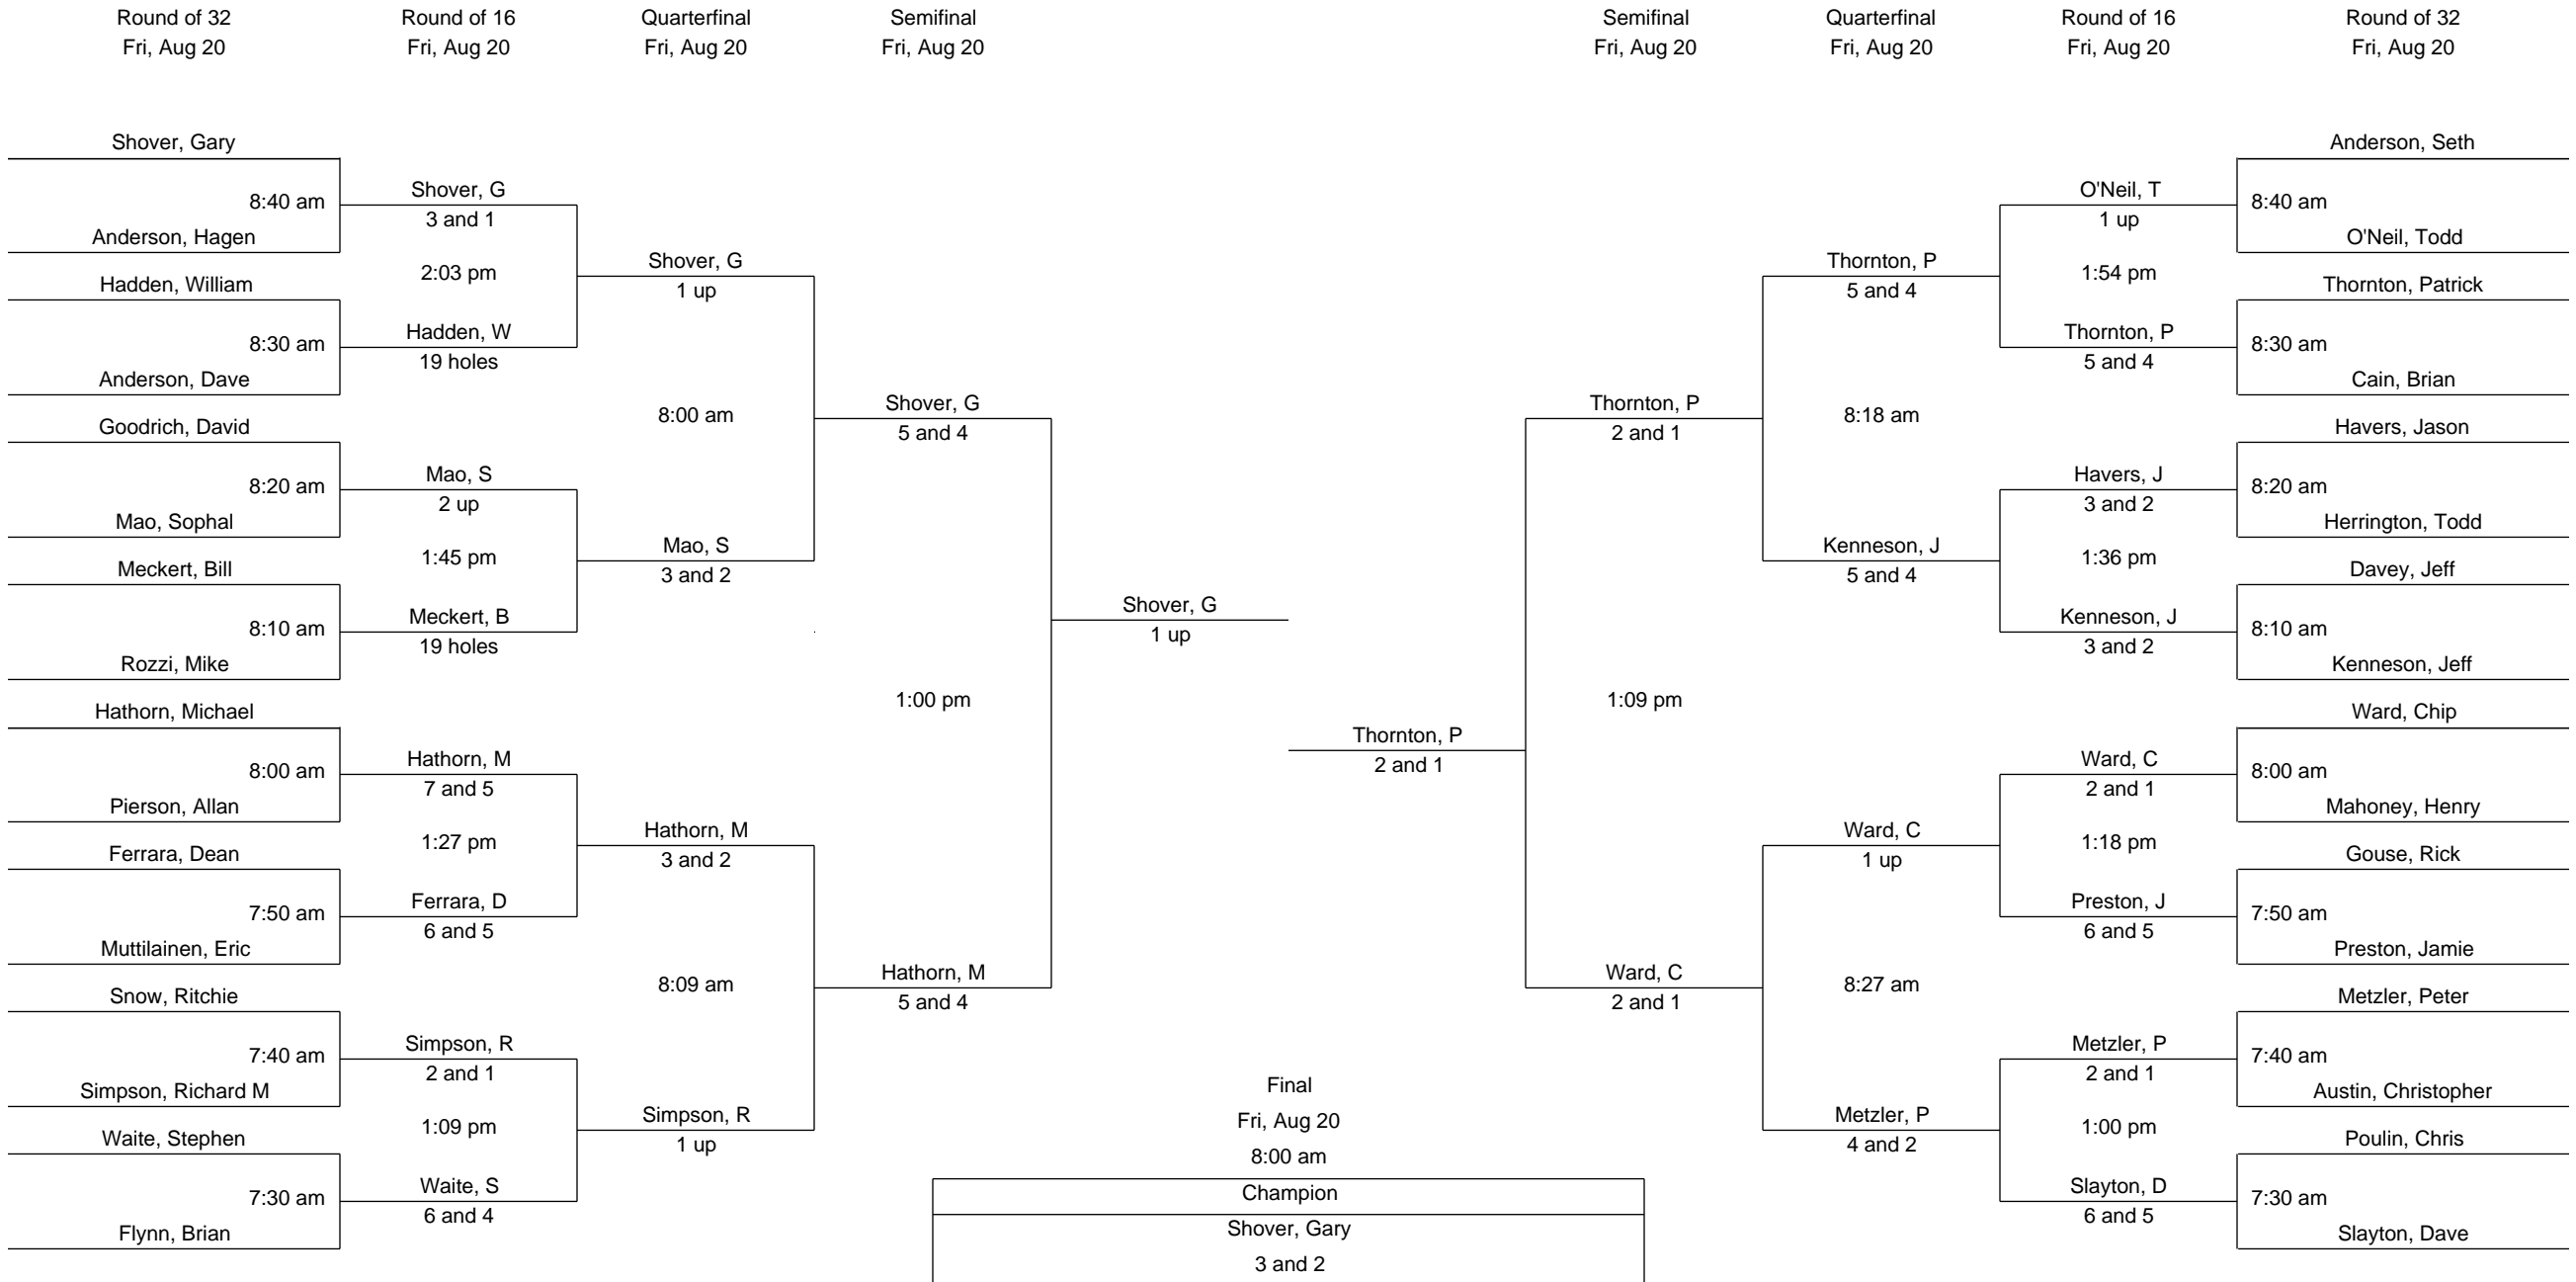 Round of 32
Fri, Aug 20
Round of 16
Fri, Aug 20
Quarterfinal
Fri, Aug 20
Semifinal
Fri, Aug 20
Semifinal
Fri, Aug 20
Quarterfinal
Fri, Aug 20
Round of 16
Fri, Aug 20
Round of 32
Fri, Aug 20
Shover, Gary
8:40 am
Anderson, Hagen
Hadden, William
8:30 am
Anderson, Dave
Goodrich, David
8:20 am
Mao, Sophal
Meckert, Bill
8:10 am
Rozzi, Mike
Hathorn, Michael
8:00 am
Pierson, Allan
Ferrara, Dean
7:50 am
Muttilainen, Eric
Snow, Ritchie
7:40 am
Simpson, Richard M
Waite, Stephen
7:30 am
Flynn, Brian
Shover, G
3 and 1
2:03 pm
Hadden, W
19 holes
Mao, S
2 up
1:45 pm
Meckert, B
19 holes
Hathorn, M
7 and 5
1:27 pm
Ferrara, D
6 and 5
Simpson, R
2 and 1
1:09 pm
Waite, S
6 and 4
Shover, G
1 up
8:00 am
Mao, S
3 and 2
Hathorn, M
3 and 2
8:09 am
Simpson, R
1 up
Shover, G
5 and 4
1:00 pm
Hathorn, M
5 and 4
Shover, G
1 up
Thornton, P
2 and 1
Thornton, P
2 and 1
1:09 pm
Ward, C
2 and 1
Thornton, P
5 and 4
8:18 am
Kenneson, J
5 and 4
Ward, C
1 up
8:27 am
Metzler, P
4 and 2
O'Neil, T
1 up
1:54 pm
Thornton, P
5 and 4
Havers, J
3 and 2
1:36 pm
Kenneson, J
3 and 2
Ward, C
2 and 1
1:18 pm
Preston, J
6 and 5
Metzler, P
2 and 1
1:00 pm
Slayton, D
6 and 5
Anderson, Seth
8:40 am
O'Neil, Todd
Thornton, Patrick
8:30 am
Cain, Brian
Havers, Jason
8:20 am
Herrington, Todd
Davey, Jeff
8:10 am
Kenneson, Jeff
Ward, Chip
8:00 am
Mahoney, Henry
Gouse, Rick
7:50 am
Preston, Jamie
Metzler, Peter
7:40 am
Austin, Christopher
Poulin, Chris
7:30 am
Slayton, Dave
Final
Fri, Aug 20
8:00 am
Champion
Shover, Gary
3 and 2